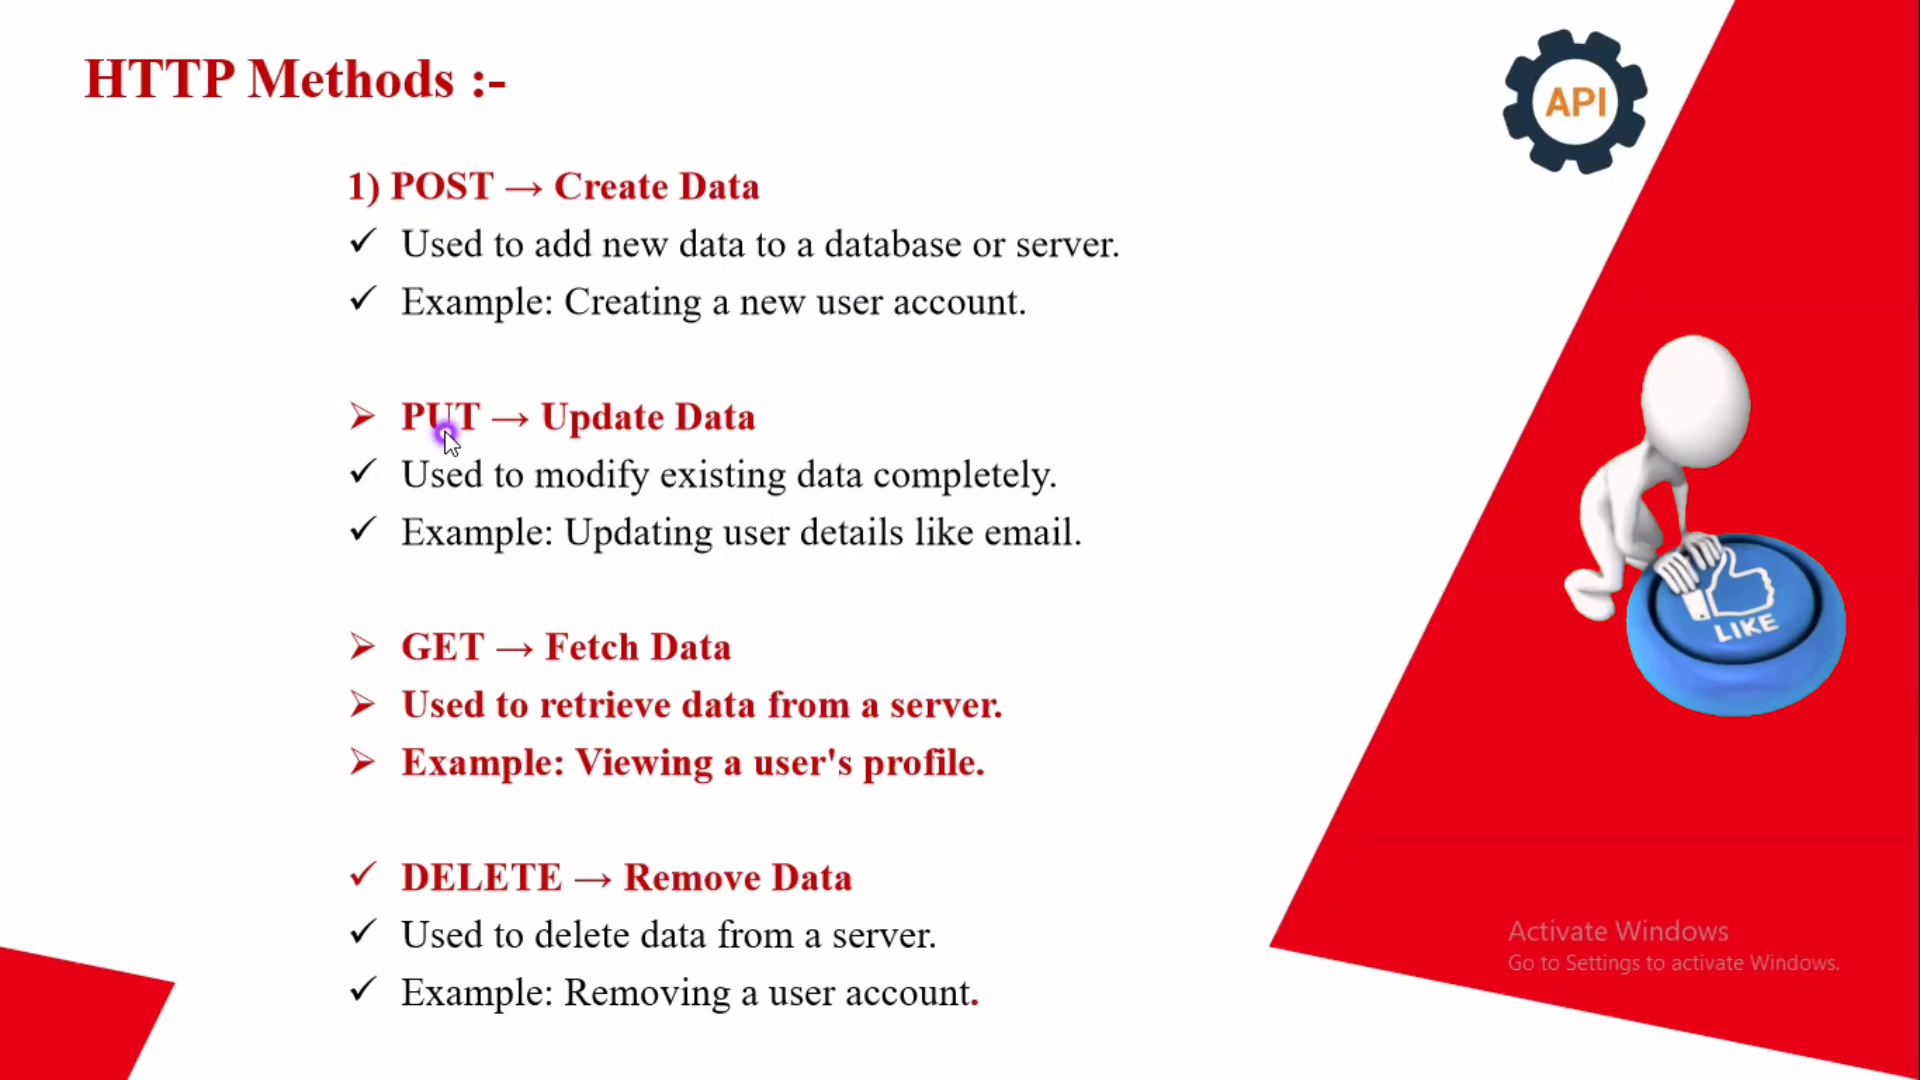 HTTP Methods :-
API
1) POST → Create Data
✓ Used to add new data to a database or server.
✓ Example: Creating a new user account.
➢ PUT → Update Data
✓ Used to modify existing data completely.
✓ Example: Updating user details like email.
➢ GET → Fetch Data
➢ Used to retrieve data from a server.
➢ Example: Viewing a user's profile.
✓ DELETE → Remove Data
✓ Used to delete data from a server.
✓ Example: Removing a user account.
LIKE
Activate Windows
Go to Settings to activate Windows.